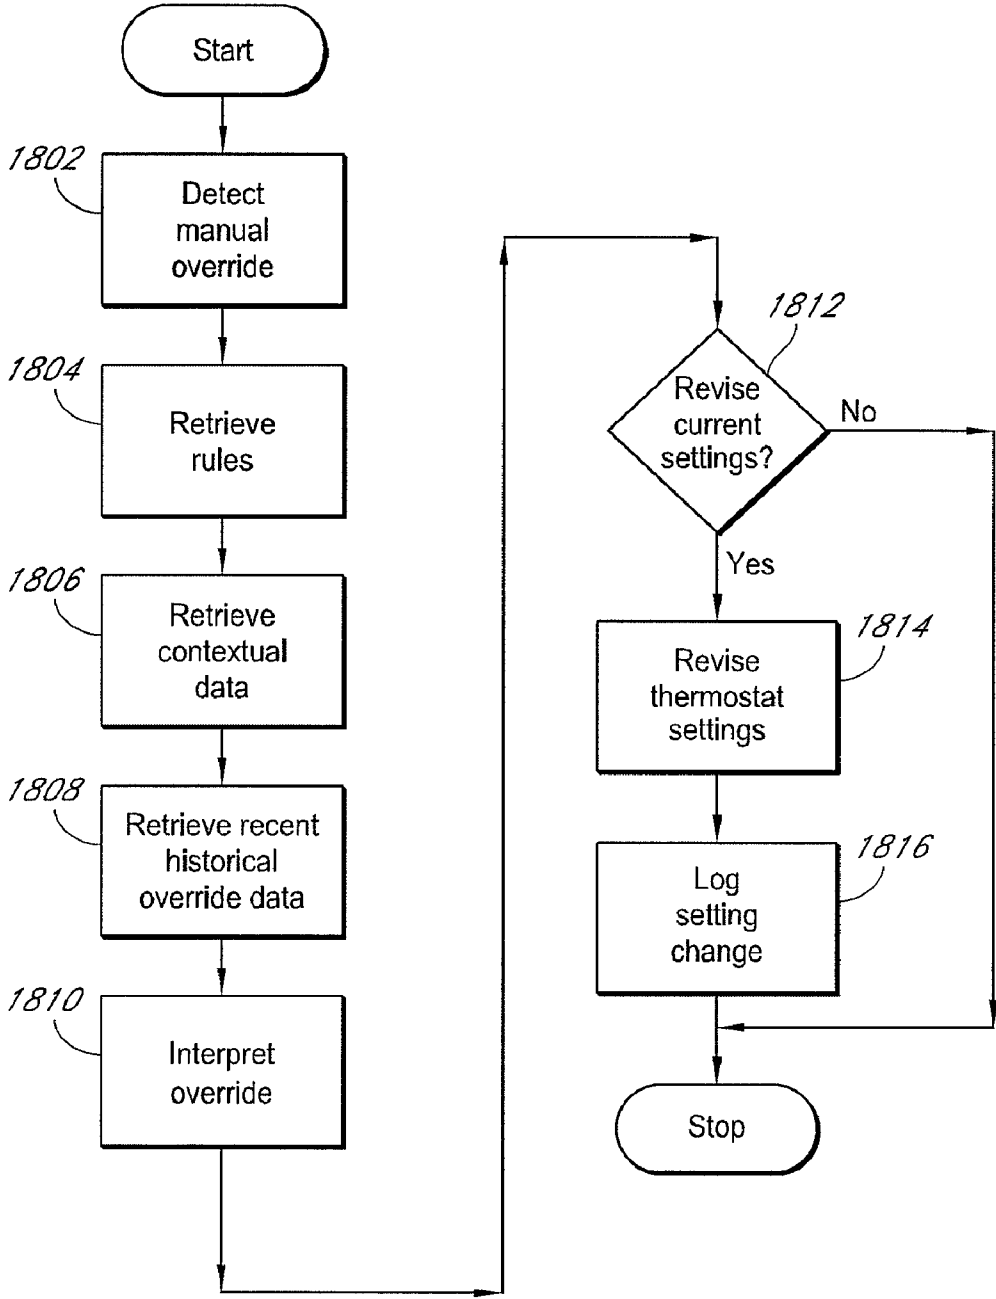 Start
1802
Detect
manual
override
1804
Retrieve
rules
1806
Retrieve
contextual
data
1808
Retrieve recent
historical
override data
1810
Interpret
override
1812
Revise
current
settings?
No
Yes
1814
Revise
thermostat
settings
1816
Log
setting
change
Stop